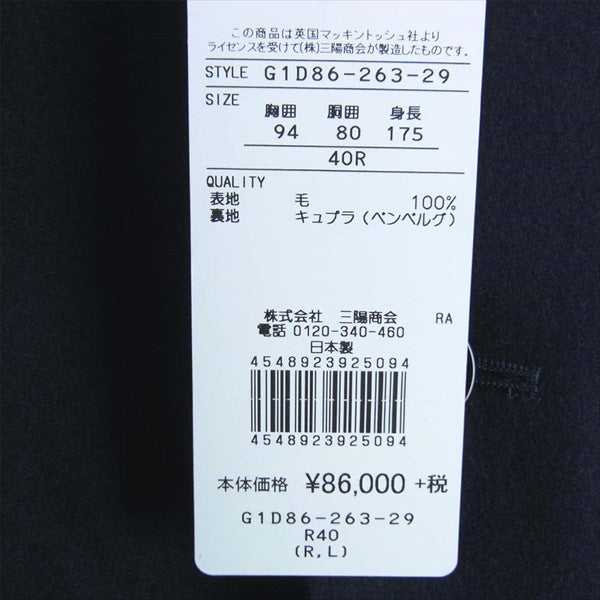 この商品は英国マッキントッシュ社より
ライセンスを受けて(株)三陽商会が製造したものです。
STYLE G1D86-263-29
SIZE
胸囲 胴囲 身長
94 80 175
40R
QUALITY
表地 毛 100%
裏地 キュプラ(ベンベルグ)
株式会社 三陽商会 RA
電話 0120-340-460
日本製
4548923925094
4548923925094
本体価格 ¥86,000 +税
G1D86-263-29
R40
(R,L)